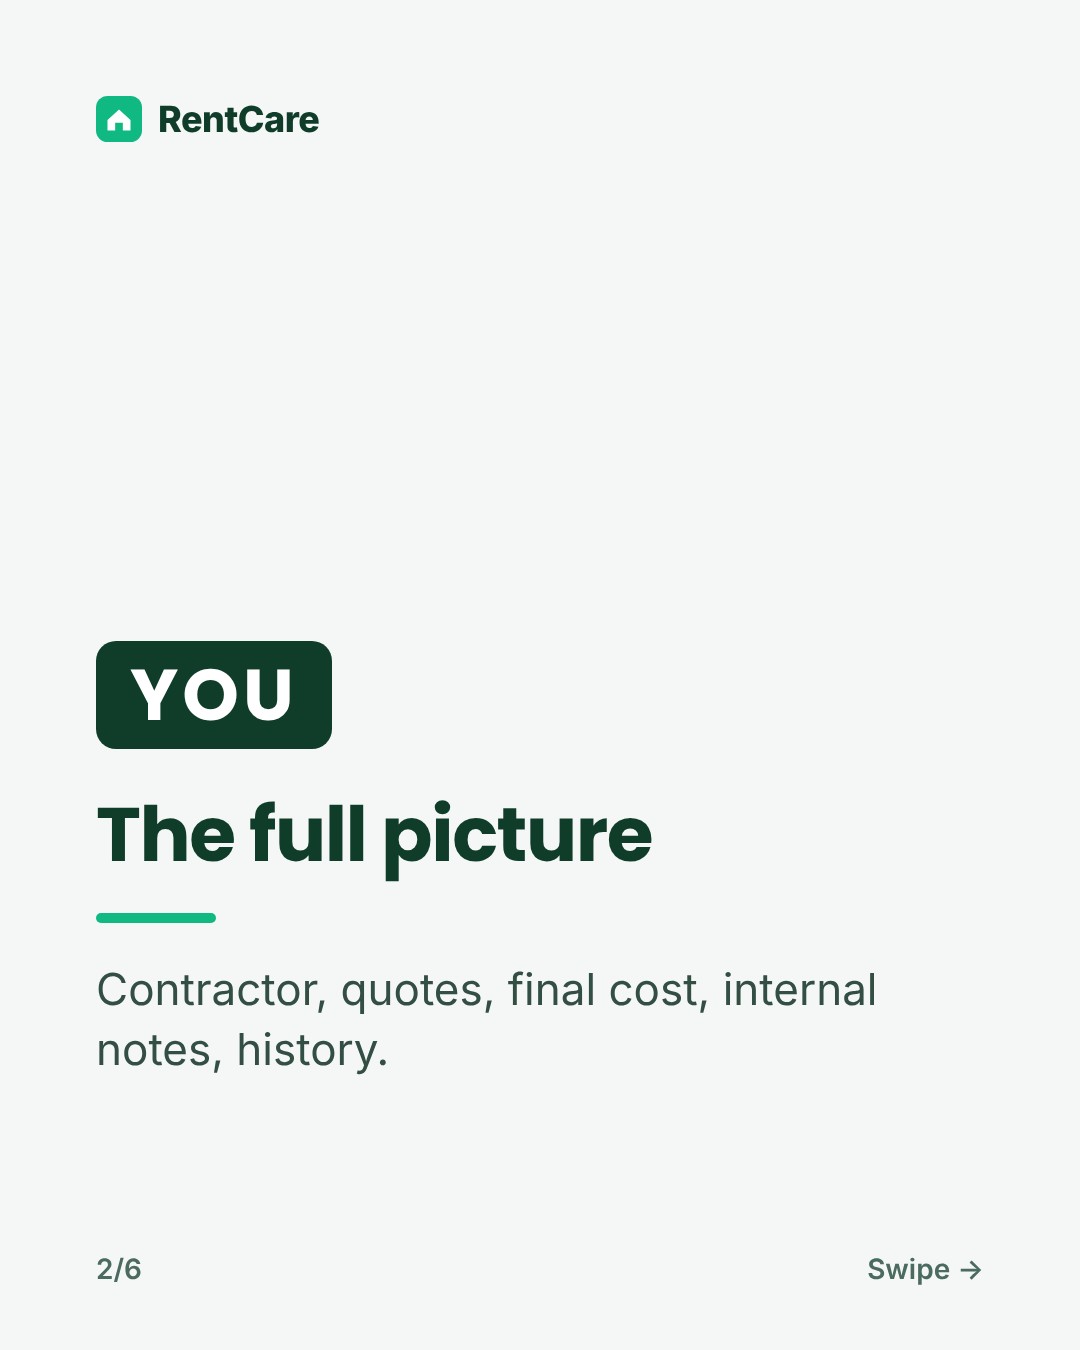 RentCare
YOU
The full picture
Contractor, quotes, final cost, internal
notes, history.
2/6
Swipe →